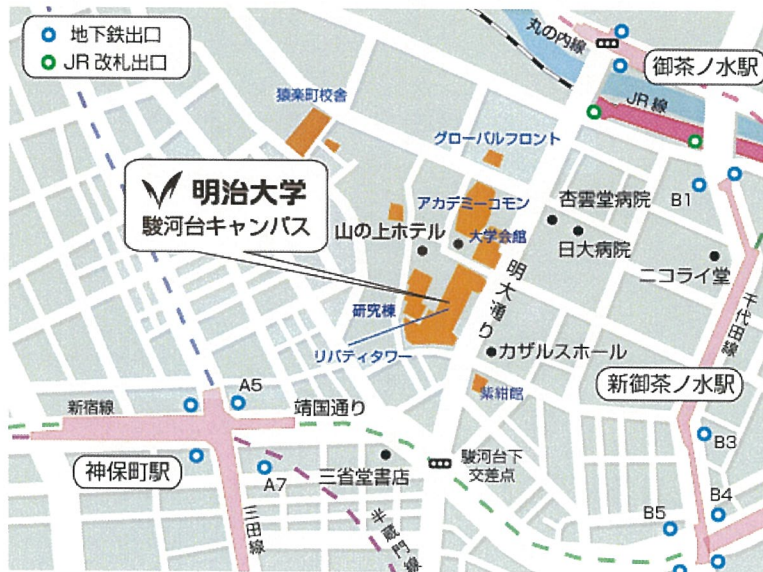 地下鉄出口
JR改札出口
丸の内線
御茶ノ水駅
JR線
猿楽町校舎
グローバルフロント
明治大学
駿河台キャンパス
アカデミーコモン
杏雲堂病院
B1
山の上ホテル
大学会館
日大病院
ニコライ堂
明大通り
研究棟
千代田線
リバティタワー
カザルスホール
新御茶ノ水駅
紫紺館
A5
新宿線
靖国通り
B3
神保町駅
A7
三省堂書店
駿河台下
交差点
三田線
半蔵門線
B4
B5